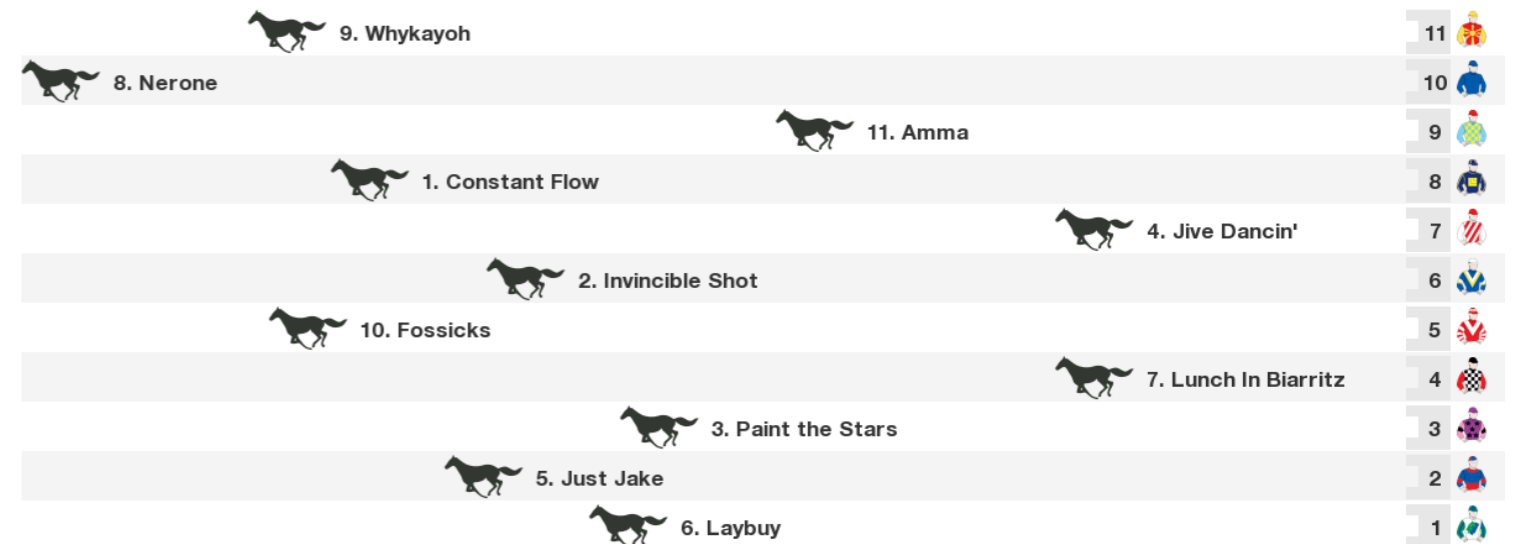 9. Whykayoh 11
8. Nerone 10
11. Amma 9
1. Constant Flow 8
4. Jive Dancin' 7
2. Invincible Shot 6
10. Fossicks 5
7. Lunch In Biarritz 4
3. Paint the Stars 3
5. Just Jake 2
6. Laybuy 1